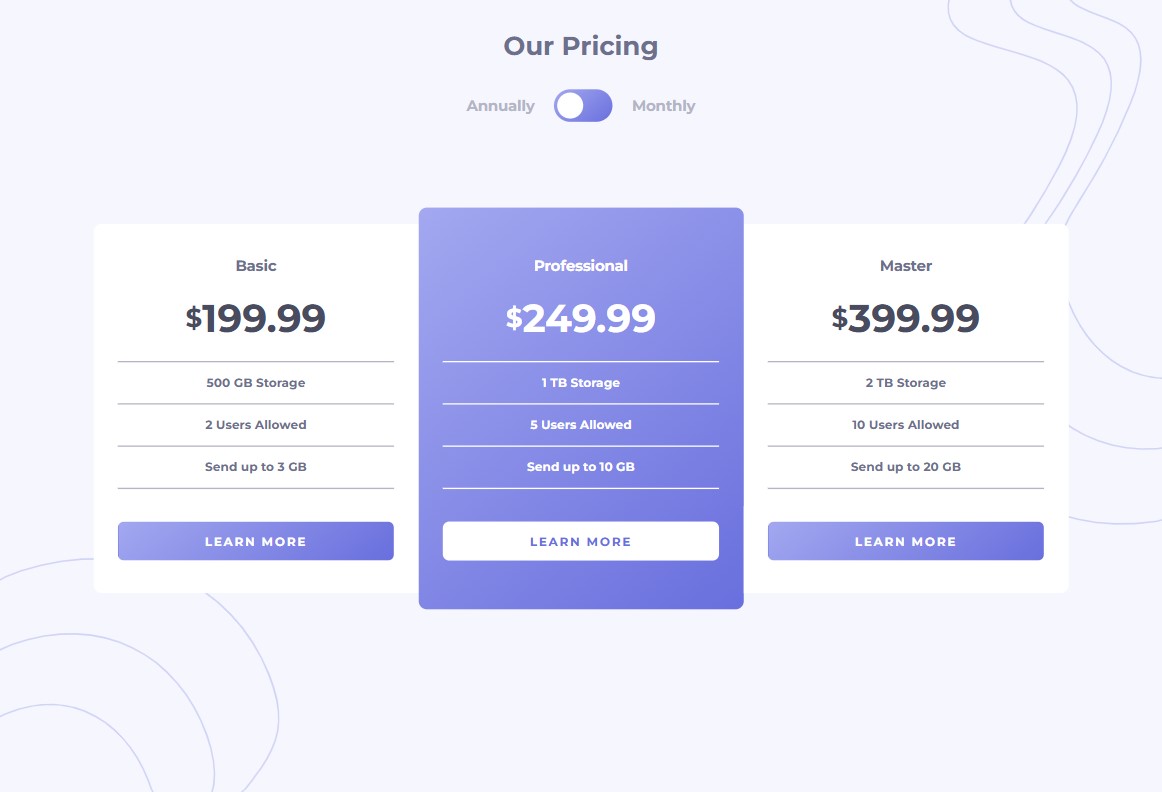 Our Pricing
Annually Monthly
Basic
$199.99
500 GB Storage
2 Users Allowed
Send up to 3 GB
LEARN MORE
Professional
$249.99
1 TB Storage
5 Users Allowed
Send up to 10 GB
LEARN MORE
Master
$399.99
2 TB Storage
10 Users Allowed
Send up to 20 GB
LEARN MORE